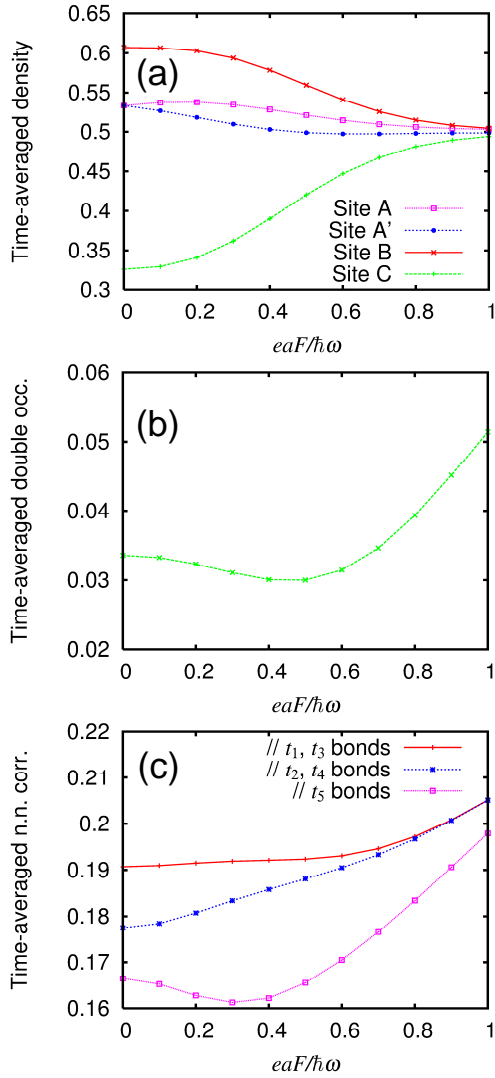 (a)
Time-averaged density
0.65
0.6
0.55
0.5
0.45
0.4
0.35
0.3
Site A
Site A'
Site B
Site C
0 0.2 0.4 0.6 0.8 1
eaF/ħω
(b)
Time-averaged double occ.
0.06
0.05
0.04
0.03
0.02
0 0.2 0.4 0.6 0.8 1
eaF/ħω
(c)
Time-averaged n.n. corr.
0.22
0.21
0.2
0.19
0.18
0.17
0.16
// t1, t3 bonds
// t2, t4 bonds
// t5 bonds
0 0.2 0.4 0.6 0.8 1
eaF/ħω